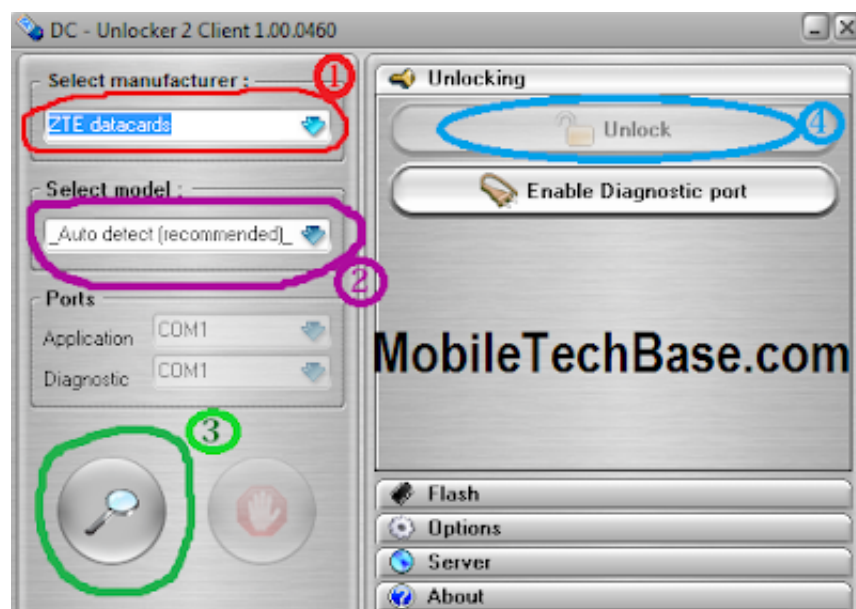 DC - Unlocker 2 Client 1.00.0460
Select manufacturer :
1
ZTE datacards
Select model :
_Auto detect (recommended)_
2
Ports
Application COM1
Diagnostic COM1
3
Unlocking
Unlock
4
Enable Diagnostic port
MobileTechBase.com
Flash
Options
Server
About